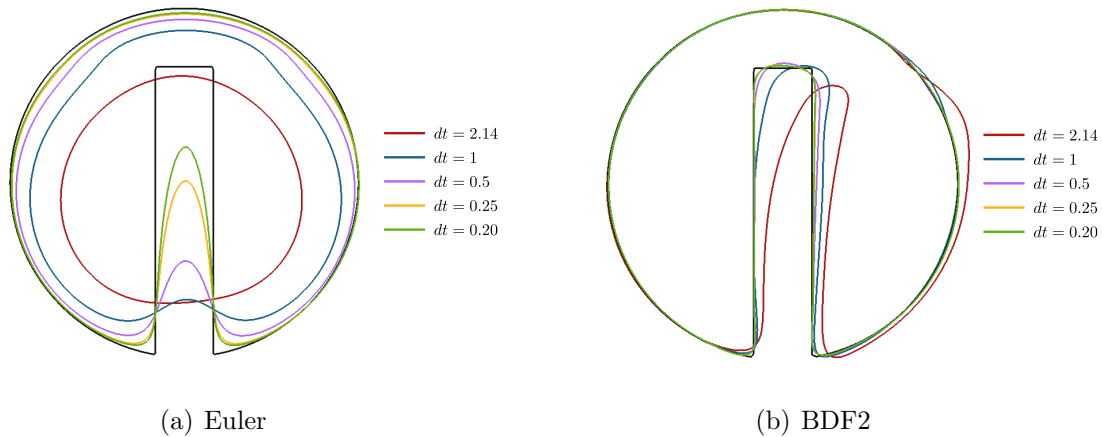 dt = 2.14
dt = 1
dt = 0.5
dt = 0.25
dt = 0.20
(a) Euler
dt = 2.14
dt = 1
dt = 0.5
dt = 0.25
dt = 0.20
(b) BDF2